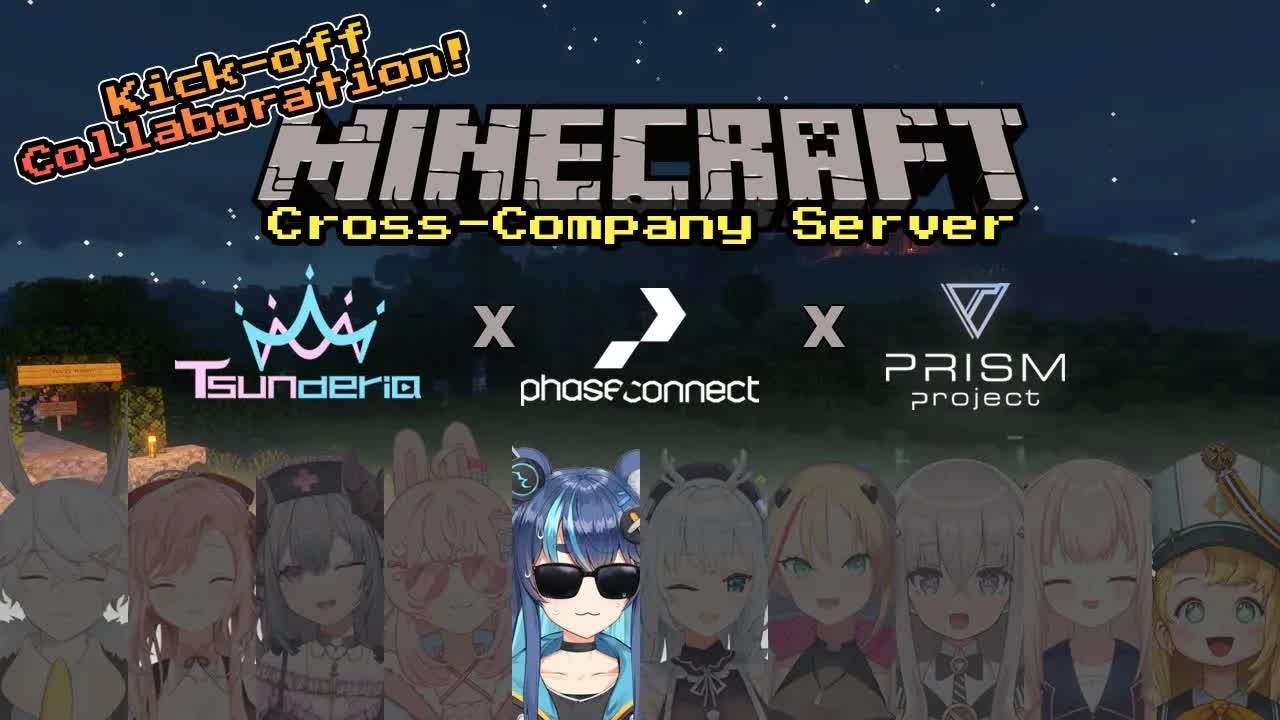 Kick-off
Collaboration!
MINECRAFT
Cross-Company Server
Tsunderia
X
phaseconnect
X
PRISM
project